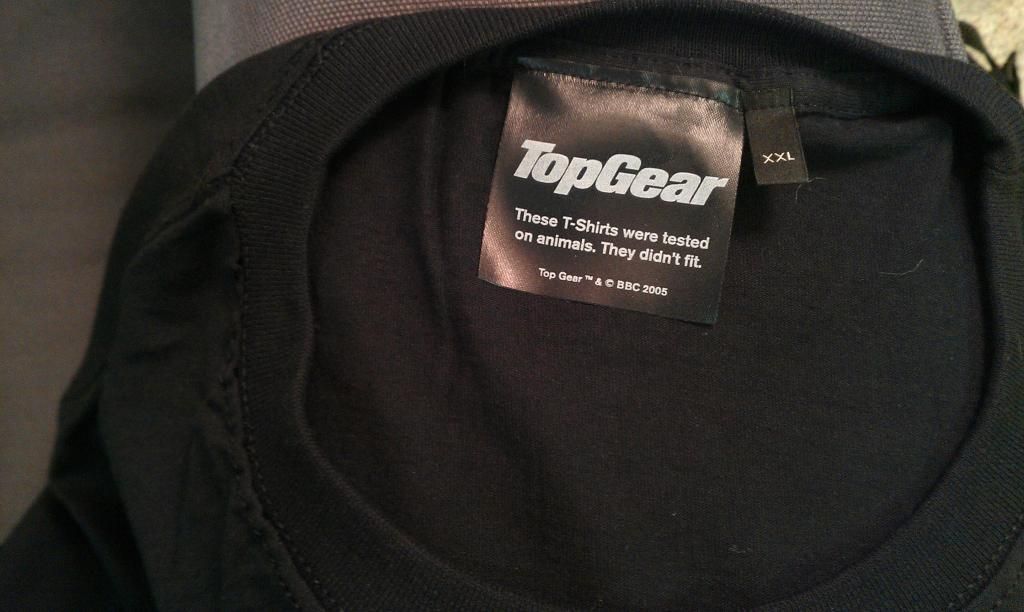 TopGear
These T-Shirts were tested
on animals. They didn't fit.
Top Gear ™ & © BBC 2005
XXL